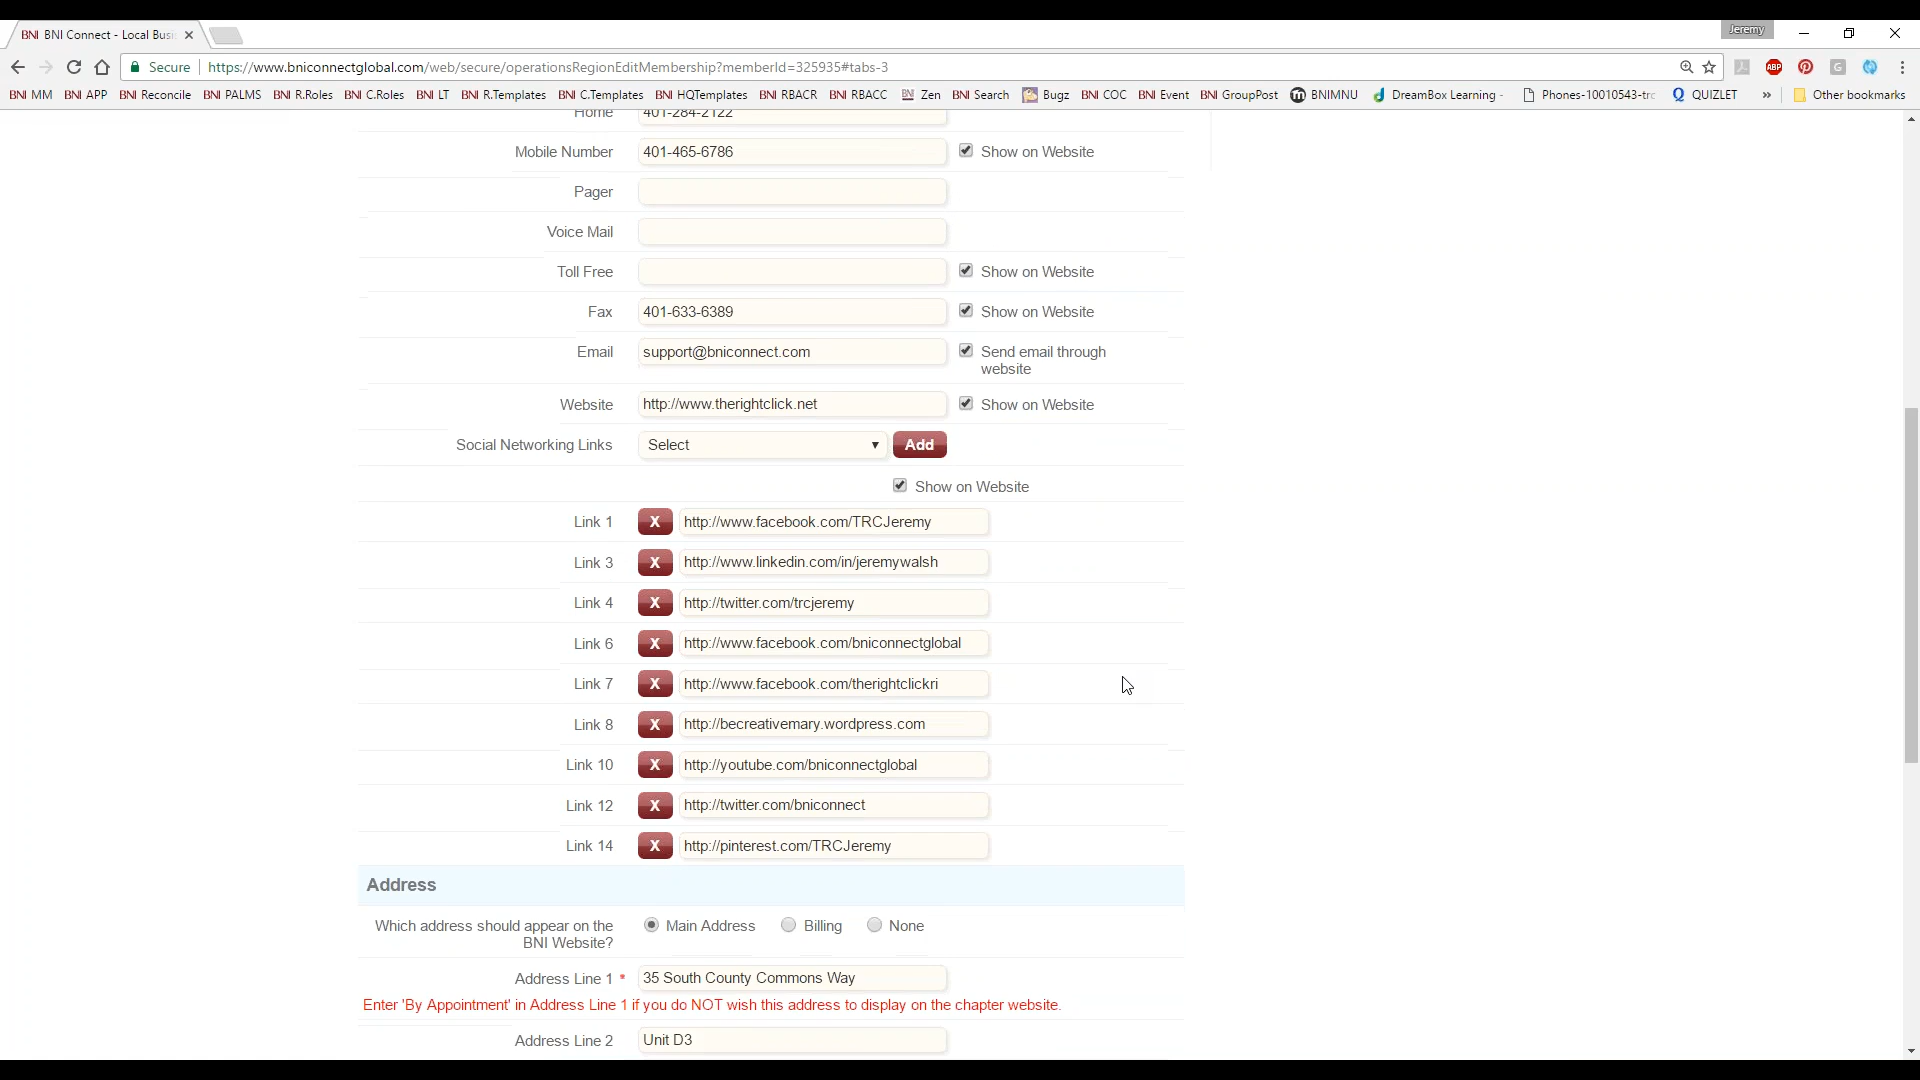 BNI BNI Connect - Local Busi
Jeremy
Secure https://www.bniconnectglobal.com/web/secure/operationsRegionEditMembership?memberId=325935#tabs-3
BNI MM BNI APP BNI Reconcile BNI PALMS BNI R.Roles BNI C.Roles BNI LT BNI R.Templates BNI C.Templates BNI HQTemplates BNI RBACR BNI RBACC BNI Zen BNI Search Bugz BNI COC BNI Event BNI GroupPost BNIMNU DreamBox Learning - Phones-10010543-trc QUIZLET » Other bookmarks
Home 401-284-2122
Mobile Number 401-465-6786 Show on Website
Pager
Voice Mail
Toll Free Show on Website
Fax 401-633-6389 Show on Website
Email support@bniconnect.com Send email through
website
Website http://www.therightclick.net Show on Website
Social Networking Links Select Add
Show on Website
Link 1 X http://www.facebook.com/TRCJeremy
Link 3 X http://www.linkedin.com/in/jeremywalsh
Link 4 X http://twitter.com/trcjeremy
Link 6 X http://www.facebook.com/bniconnectglobal
Link 7 X http://www.facebook.com/therightclickri
Link 8 X http://becreativemary.wordpress.com
Link 10 X http://youtube.com/bniconnectglobal
Link 12 X http://twitter.com/bniconnect
Link 14 X http://pinterest.com/TRCJeremy
Address
Which address should appear on the Main Address Billing None
BNI Website?
Address Line 1 * 35 South County Commons Way
Enter 'By Appointment' in Address Line 1 if you do NOT wish this address to display on the chapter website.
Address Line 2 Unit D3